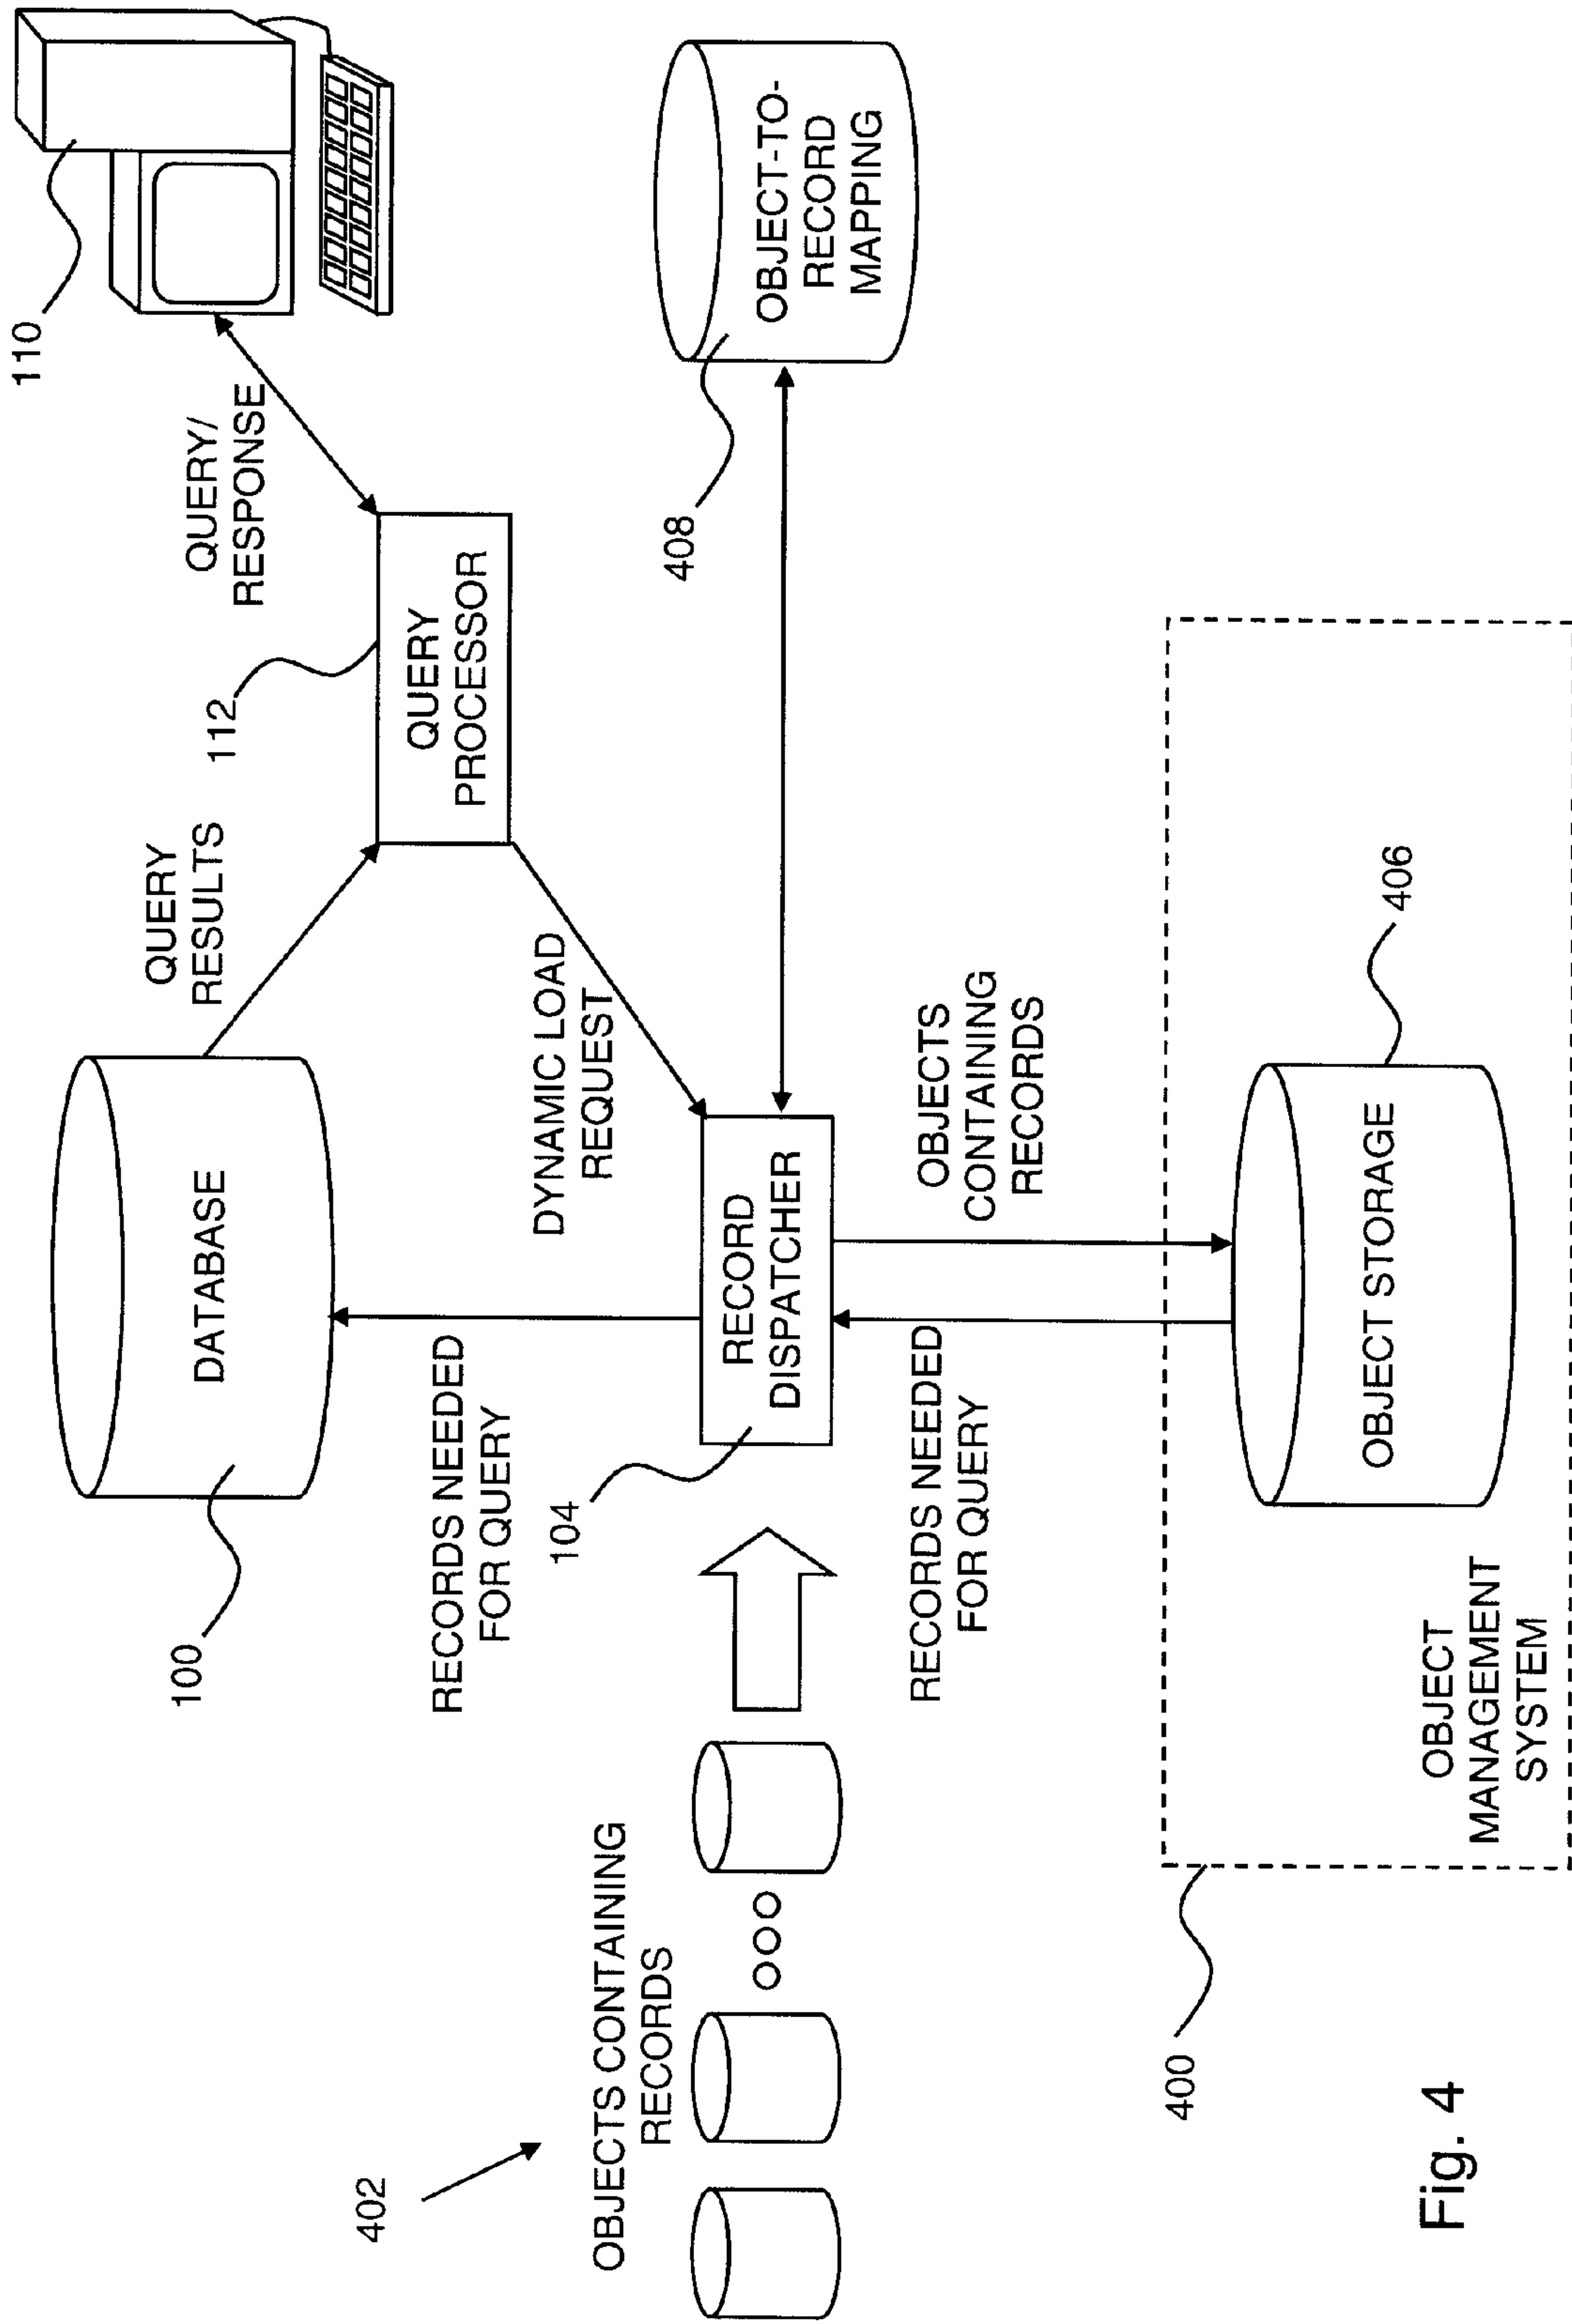 110
QUERY/
RESPONSE
112
QUERY
PROCESSOR
QUERY
RESULTS
DATABASE
100
DYNAMIC LOAD
REQUEST
RECORDS NEEDED
FOR QUERY
408
OBJECT-TO-
RECORD
MAPPING
104
RECORD
DISPATCHER
402
OBJECTS CONTAINING
RECORDS
OBJECTS
CONTAINING
RECORDS
RECORDS NEEDED
FOR QUERY
406
OBJECT STORAGE
400
OBJECT
MANAGEMENT
SYSTEM
Fig. 4